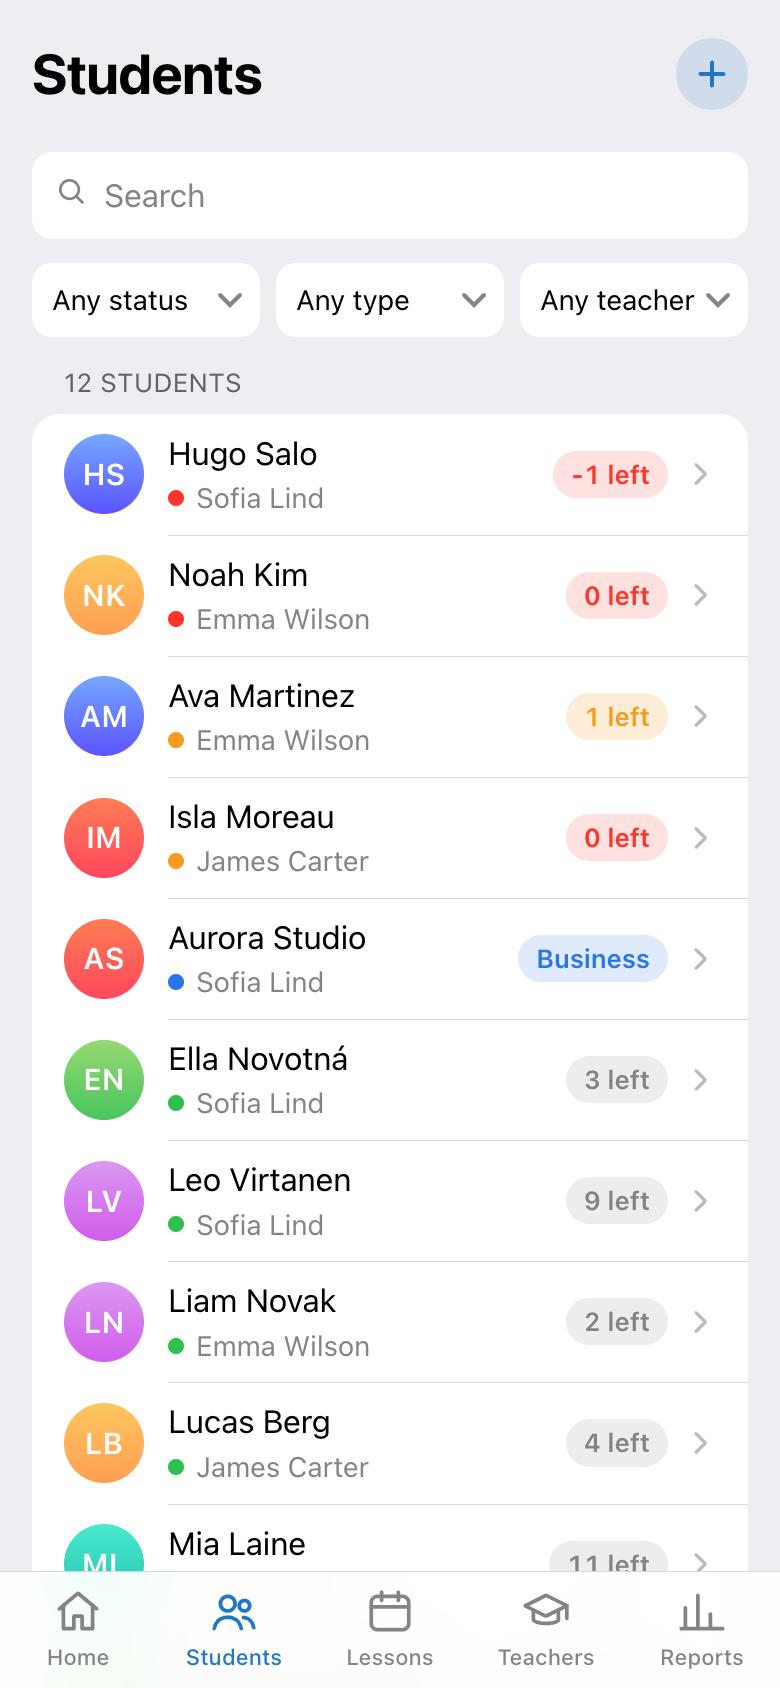 Students
Search
Any status
Any type
Any teacher
12 STUDENTS
HS
Hugo Salo
Sofia Lind
-1 left
NK
Noah Kim
Emma Wilson
0 left
AM
Ava Martinez
Emma Wilson
1 left
IM
Isla Moreau
James Carter
0 left
AS
Aurora Studio
Sofia Lind
Business
EN
Ella Novotná
Sofia Lind
3 left
LV
Leo Virtanen
Sofia Lind
9 left
LN
Liam Novak
Emma Wilson
2 left
LB
Lucas Berg
James Carter
4 left
ML
Mia Laine
11 left
Home
Students
Lessons
Teachers
Reports